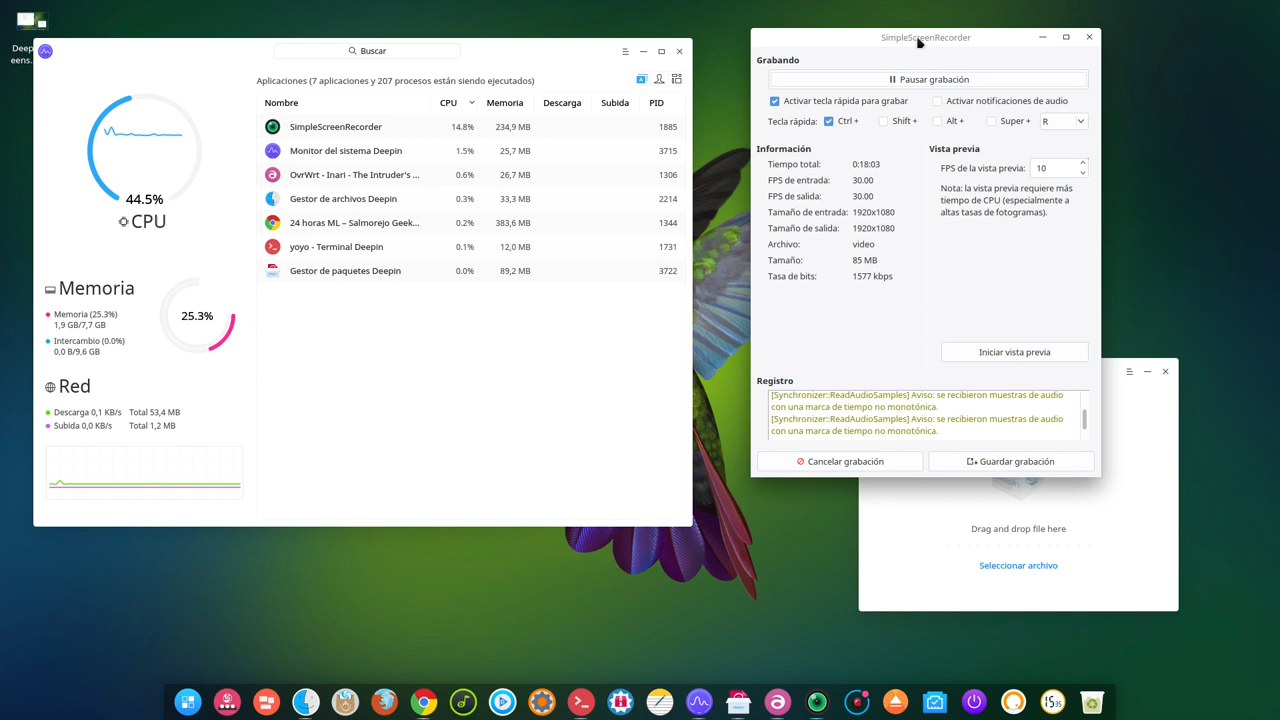 Deep
eens.
Buscar
Aplicaciones (7 aplicaciones y 207 procesos están siendo ejecutados)
Nombre CPU Memoria Descarga Subida PID
SimpleScreenRecorder 14.8% 234,9 MB 1885
Monitor del sistema Deepin 1.5% 25,7 MB 3715
OvrWrt - Inari - The Intruder's ... 0.6% 26,7 MB 1306
Gestor de archivos Deepin 0.3% 33,3 MB 2214
24 horas ML – Salmorejo Geek... 0.2% 383,6 MB 1344
yoyo - Terminal Deepin 0.1% 12,0 MB 1731
Gestor de paquetes Deepin 0.0% 89,2 MB 3722
44.5%
CPU
Memoria
Memoria (25.3%)
1,9 GB/7,7 GB
Intercambio (0.0%)
0,0 B/9,6 GB
25.3%
Red
Descarga 0,1 KB/s Total 53,4 MB
Subida 0,0 KB/s Total 1,2 MB
SimpleScreenRecorder
Grabando
Pausar grabación
Activar tecla rápida para grabar Activar notificaciones de audio
Tecla rápida: Ctrl + Shift + Alt + Super + R
Información
Tiempo total: 0:18:03
FPS de entrada: 30.00
FPS de salida: 30.00
Tamaño de entrada: 1920x1080
Tamaño de salida: 1920x1080
Archivo: video
Tamaño: 85 MB
Tasa de bits: 1577 kbps
Vista previa
FPS de la vista previa: 10
Nota: la vista previa requiere más
tiempo de CPU (especialmente a
altas tasas de fotogramas).
Iniciar vista previa
Registro
[Synchronizer::ReadAudioSamples] Aviso: se recibieron muestras de audio
con una marca de tiempo no monotónica.
[Synchronizer::ReadAudioSamples] Aviso: se recibieron muestras de audio
con una marca de tiempo no monotónica.
Cancelar grabación Guardar grabación
Drag and drop file here
Seleccionar archivo